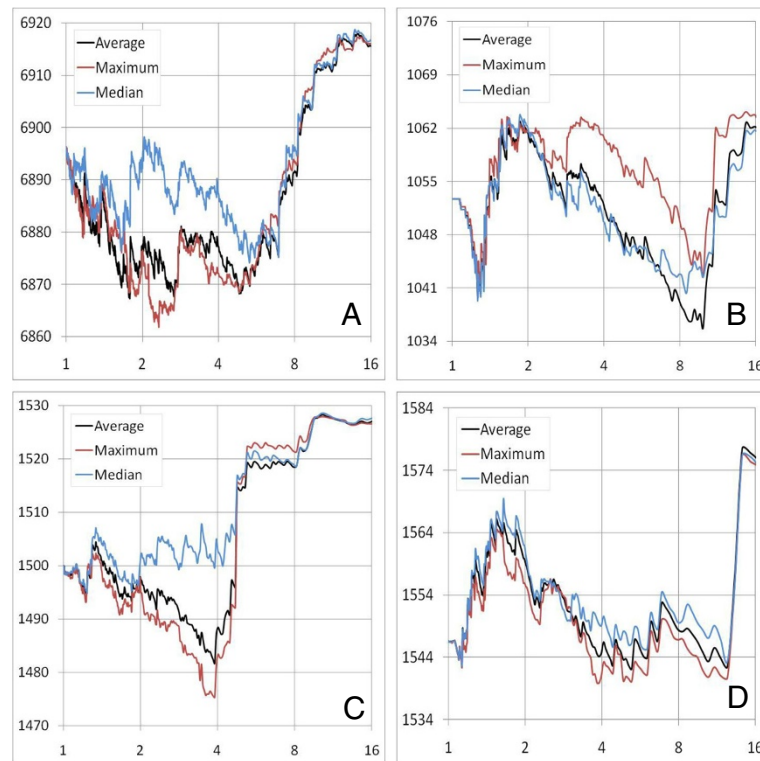 6920
6910
6900
6890
6880
6870
6860
Average
Maximum
Median
A
1 2 4 8 16
1076
1069
1062
1055
1048
1041
1034
Average
Maximum
Median
B
1 2 4 8 16
1530
1520
1510
1500
1490
1480
1470
Average
Maximum
Median
C
1 2 4 8 16
1584
1574
1564
1554
1544
1534
Average
Maximum
Median
D
1 2 4 8 16